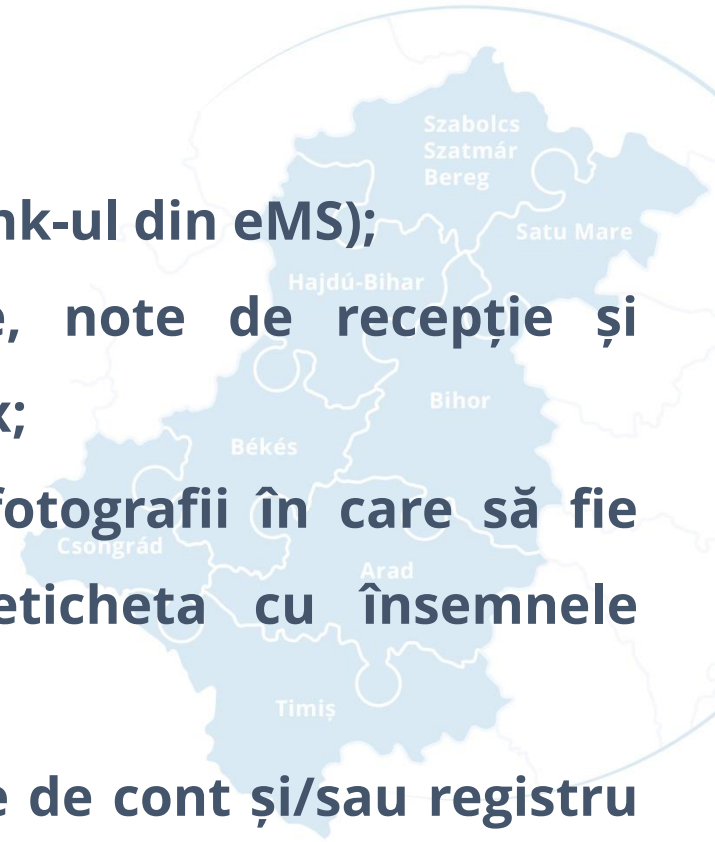 Szabolcs
Szatmár
Bereg
nk-ul din eMS);
Satu Mare
Hajdú-Bihar
e, note de recepție și
Bihor
x;
Békés
fotografii în care să fie
Csongrád
Arad
eticheta cu însemnele
Timiș
e de cont și/sau registru